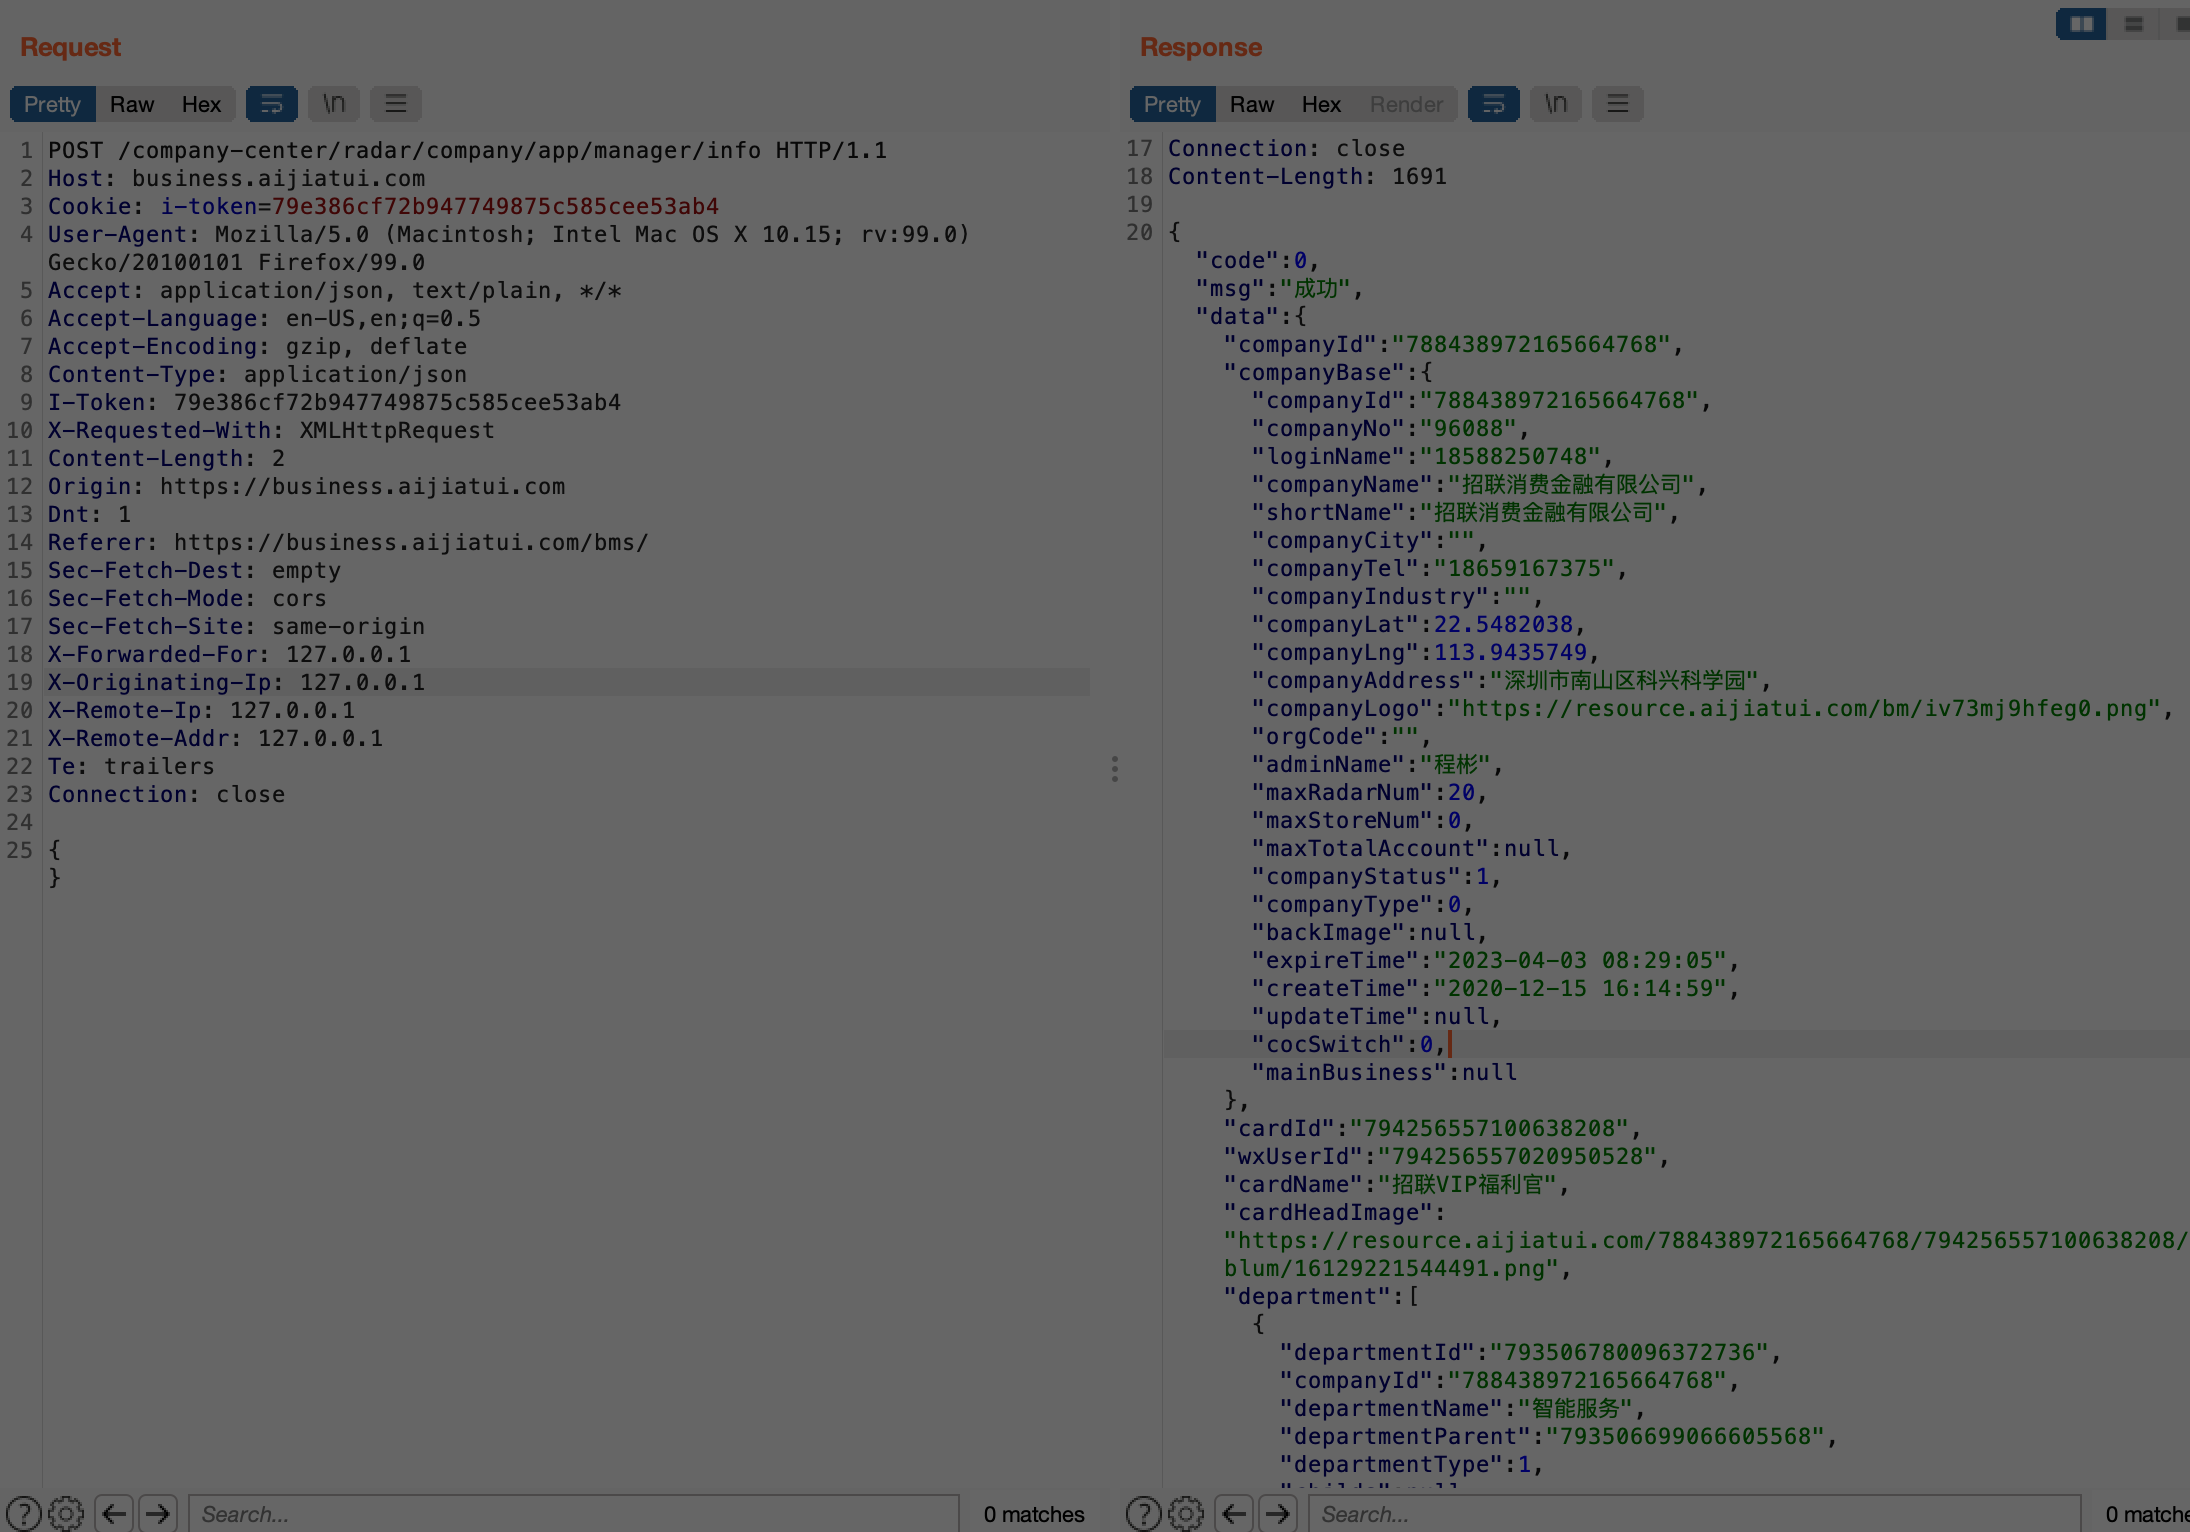 Request
Pretty Raw Hex \n
1 POST /company-center/radar/company/app/manager/info HTTP/1.1
2 Host: business.aijiatui.com
3 Cookie: i-token=79e386cf72b947749875c585cee53ab4
4 User-Agent: Mozilla/5.0 (Macintosh; Intel Mac OS X 10.15; rv:99.0)
Gecko/20100101 Firefox/99.0
5 Accept: application/json, text/plain, */*
6 Accept-Language: en-US,en;q=0.5
7 Accept-Encoding: gzip, deflate
8 Content-Type: application/json
9 I-Token: 79e386cf72b947749875c585cee53ab4
10 X-Requested-With: XMLHttpRequest
11 Content-Length: 2
12 Origin: https://business.aijiatui.com
13 Dnt: 1
14 Referer: https://business.aijiatui.com/bms/
15 Sec-Fetch-Dest: empty
16 Sec-Fetch-Mode: cors
17 Sec-Fetch-Site: same-origin
18 X-Forwarded-For: 127.0.0.1
19 X-Originating-Ip: 127.0.0.1
20 X-Remote-Ip: 127.0.0.1
21 X-Remote-Addr: 127.0.0.1
22 Te: trailers
23 Connection: close
24
25 {
}
Search...
0 matches
Response
Pretty Raw Hex Render \n
17 Connection: close
18 Content-Length: 1691
19
20 {
"code":0,
"msg":"成功",
"data":{
"companyId":"788438972165664768",
"companyBase":{
"companyId":"788438972165664768",
"companyNo":"96088",
"loginName":"18588250748",
"companyName":"招联消费金融有限公司",
"shortName":"招联消费金融有限公司",
"companyCity":"",
"companyTel":"18659167375",
"companyIndustry":"",
"companyLat":22.5482038,
"companyLng":113.9435749,
"companyAddress":"深圳市南山区科兴科学园",
"companyLogo":"https://resource.aijiatui.com/bm/iv73mj9hfeg0.png",
"orgCode":"",
"adminName":"程彬",
"maxRadarNum":20,
"maxStoreNum":0,
"maxTotalAccount":null,
"companyStatus":1,
"companyType":0,
"backImage":null,
"expireTime":"2023-04-03 08:29:05",
"createTime":"2020-12-15 16:14:59",
"updateTime":null,
"cocSwitch":0,
"mainBusiness":null
},
"cardId":"794256557100638208",
"wxUserId":"794256557020950528",
"cardName":"招联VIP福利官",
"cardHeadImage":
"https://resource.aijiatui.com/788438972165664768/794256557100638208/
blum/16129221544491.png",
"department":[
{
"departmentId":"793506780096372736",
"companyId":"788438972165664768",
"departmentName":"智能服务",
"departmentParent":"793506699066605568",
"departmentType":1,
Search...
0 matche